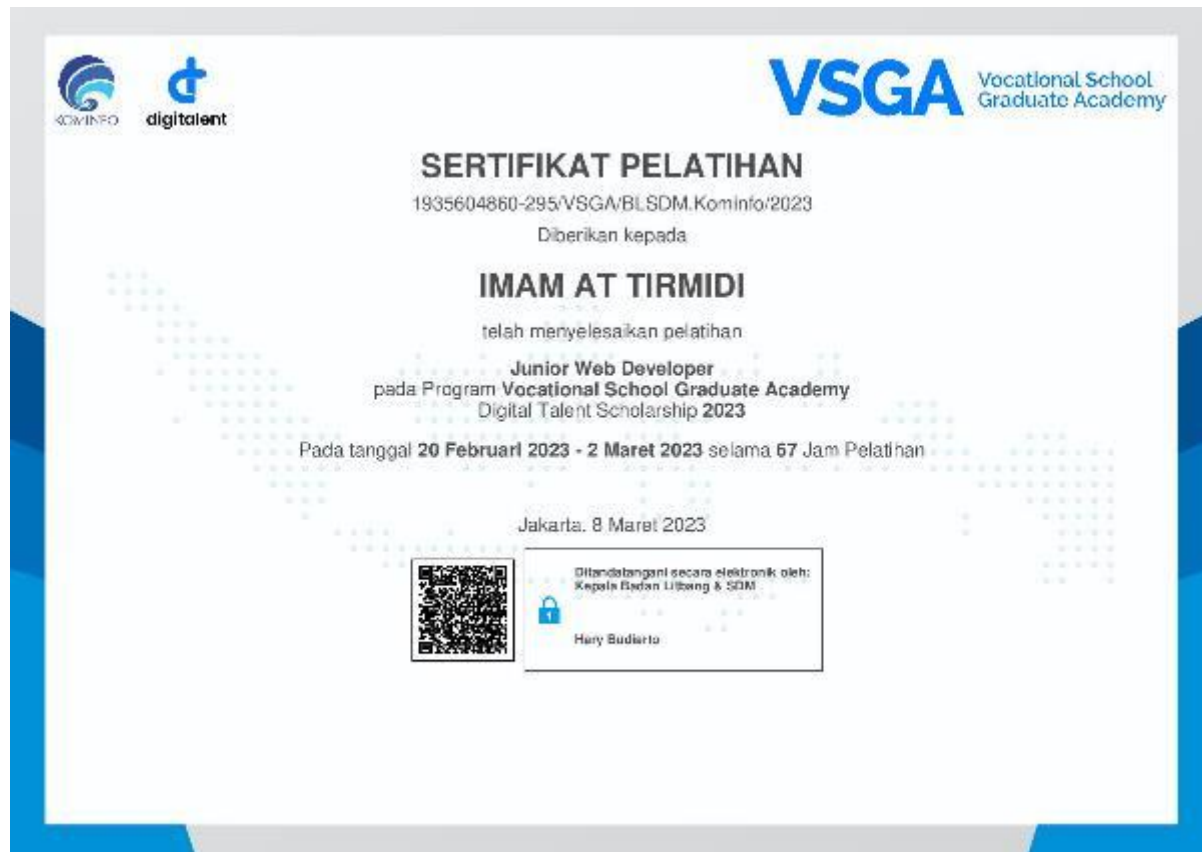 KOMINFO
digitalent
VSGA
Vocational School
Graduate Academy
SERTIFIKAT PELATIHAN
1935604860-295/VSGA/BLSDM.Kominfo/2023
Diberikan kepada
IMAM AT TIRMIDI
telah menyelesaikan pelatihan
Junior Web Developer
pada Program Vocational School Graduate Academy
Digital Talent Scholarship 2023
Pada tanggal 20 Februari 2023 - 2 Maret 2023 selama 67 Jam Pelatihan
Jakarta, 8 Maret 2023
Ditandatangani secara elektronik oleh:
Kepala Badan Litbang & SDM
Hary Budiarto